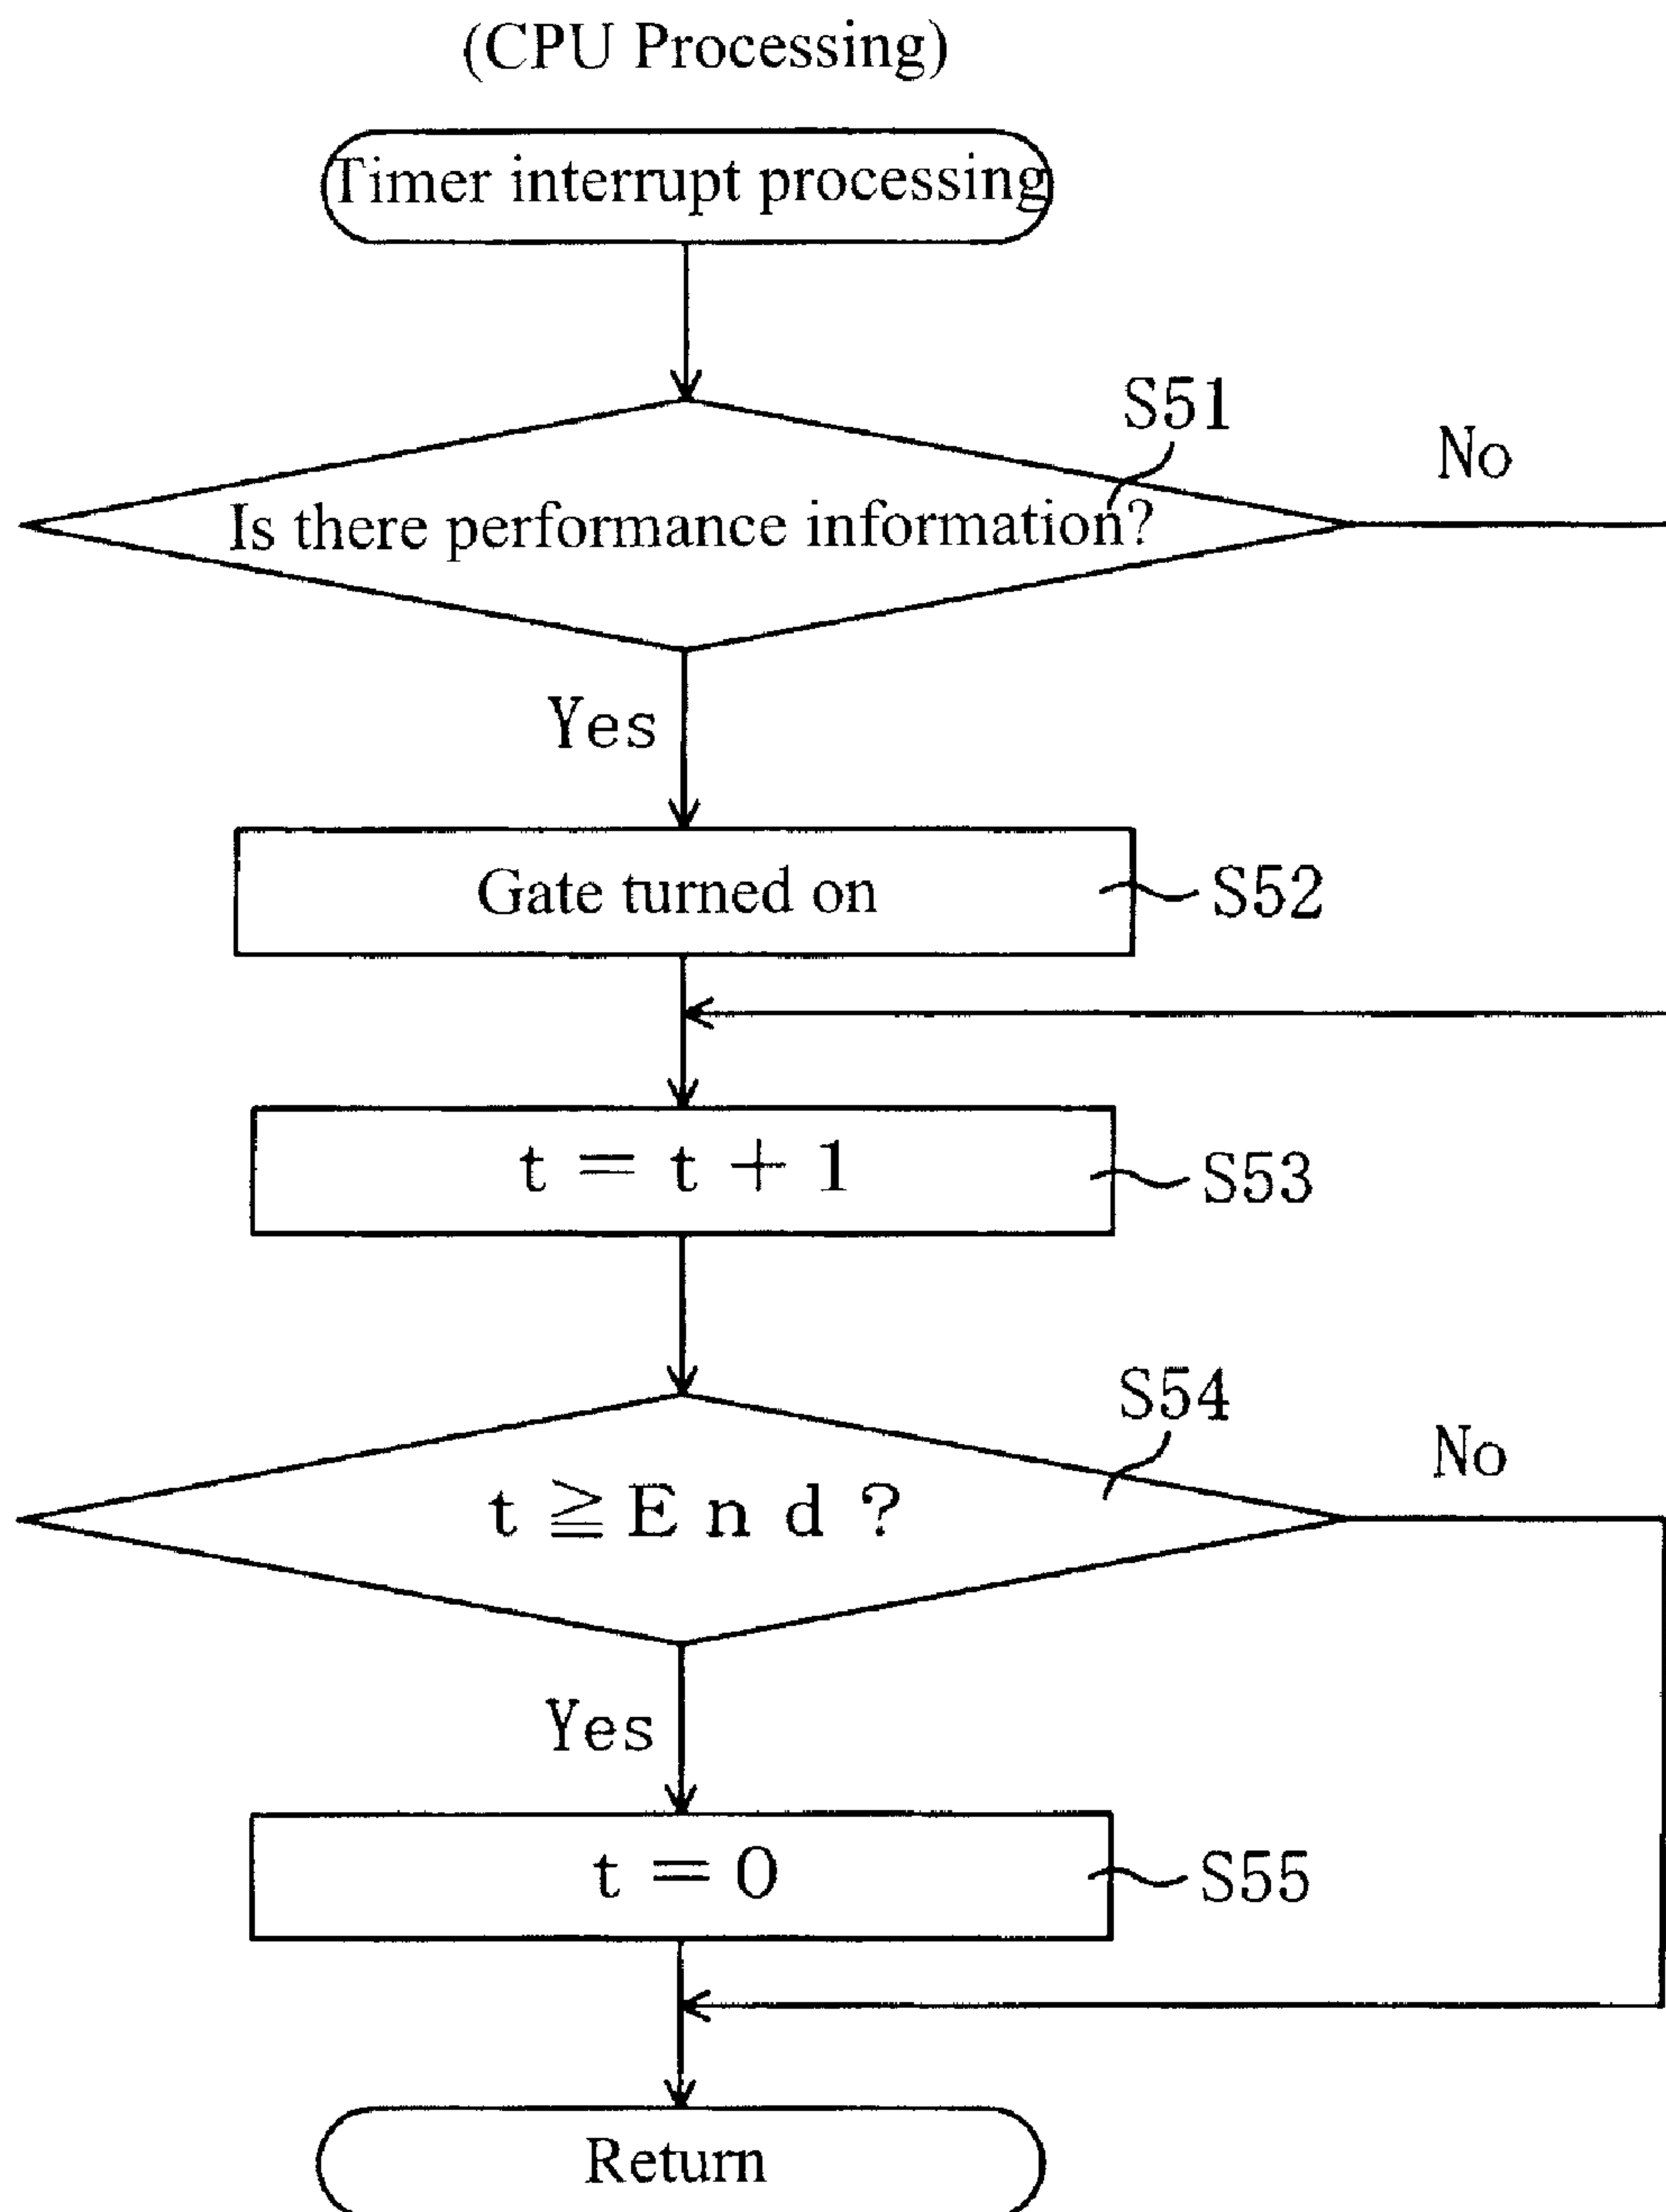 (CPU Processing)
Timer interrupt processing
S51
No
Is there performance information?
Yes
Gate turned on
S52
t = t + 1
S53
S54
No
t ≧ End ?
Yes
t = 0
S55
Return